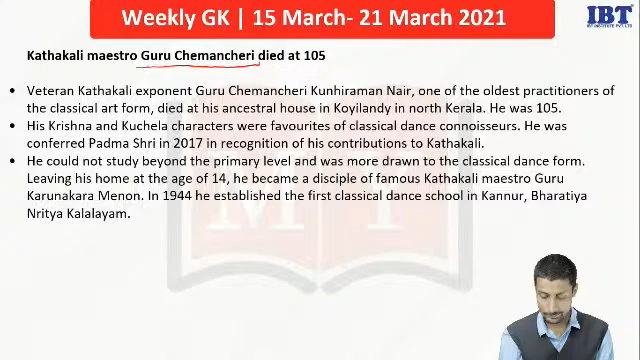 Weekly GK | 15 March- 21 March 2021
IBT
INSTITUTE PVT LTD
Kathakali maestro Guru Chemancheri died at 105
• Veteran Kathakali exponent Guru Chemancheri Kunhiraman Nair, one of the oldest practitioners of
the classical art form, died at his ancestral house in Koyilandy in north Kerala. He was 105.
• His Krishna and Kuchela characters were favourites of classical dance connoisseurs. He was
conferred Padma Shri in 2017 in recognition of his contributions to Kathakali.
• He could not study beyond the primary level and was more drawn to the classical dance form.
Leaving his home at the age of 14, he became a disciple of famous Kathakali maestro Guru
Karunakara Menon. In 1944 he established the first classical dance school in Kannur, Bharatiya
Nritya Kalalayam.